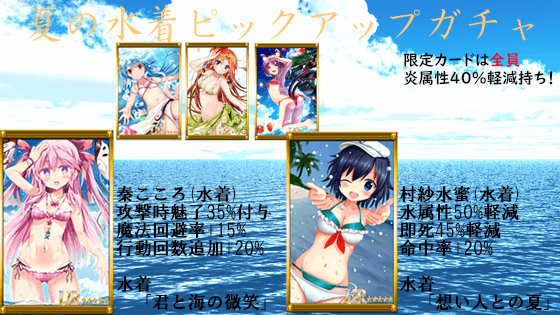 夏の水着ピックアップガチャ
限定カードは全員
炎属性40%軽減持ち!
秦こころ(水着)
攻撃時魅了35%付与
魔法回避率+15%
行動回数追加+20%
水着
「君と海の微笑」
UR
村紗水蜜(水着)
水属性50%軽減
即死45%軽減
命中率+20%
水着
「想い人との夏」
UR